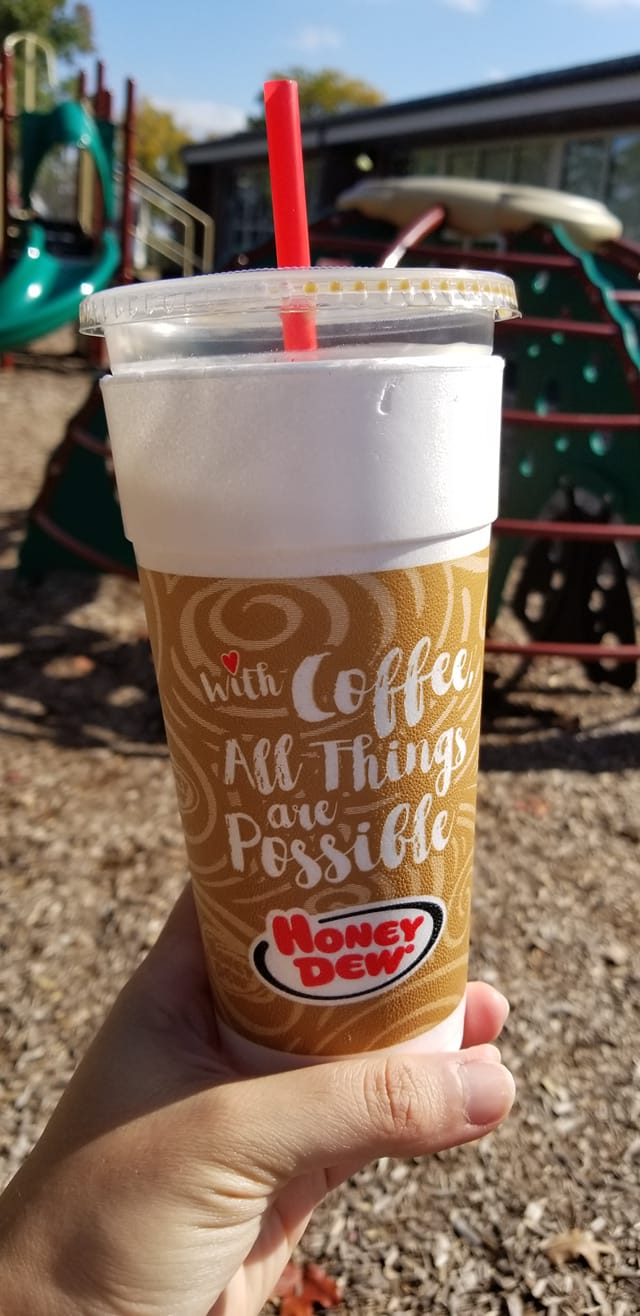 With Coffee,
All Things
are
Possible
HONEY
DEW